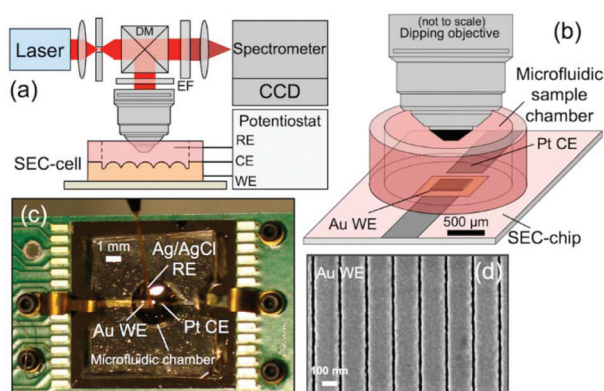 Laser
DM
EF
Spectrometer
CCD
(a)
Potentiostat
RE
CE
WE
SEC-cell
(b)
(not to scale)
Dipping objective
Microfluidic
sample
chamber
Pt CE
Au WE
500 µm
SEC-chip
(c)
1 mm
Ag/AgCl
RE
Au WE
Pt CE
Microfluidic chamber
Au WE
(d)
100 nm